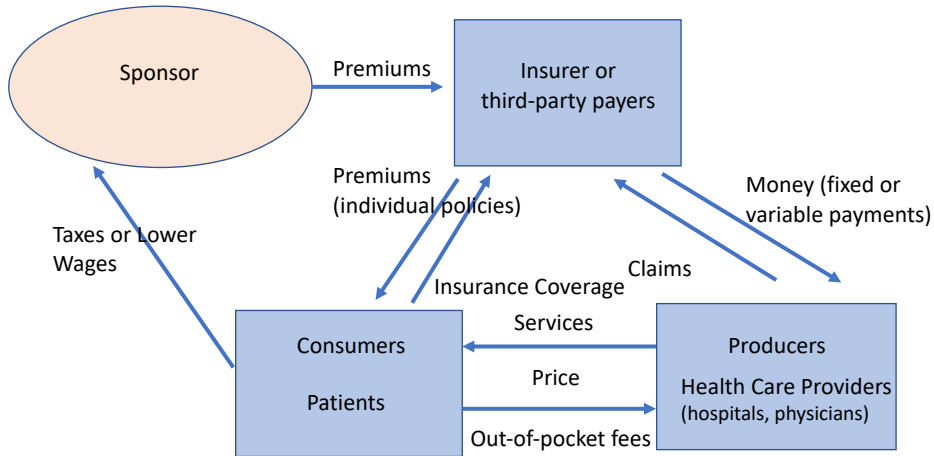 Sponsor
Premiums
Insurer or
third-party payers
Premiums
(individual policies)
Money (fixed or
variable payments)
Taxes or Lower
Wages
Claims
Insurance Coverage
Services
Consumers
Patients
Price
Out-of-pocket fees
Producers
Health Care Providers
(hospitals, physicians)